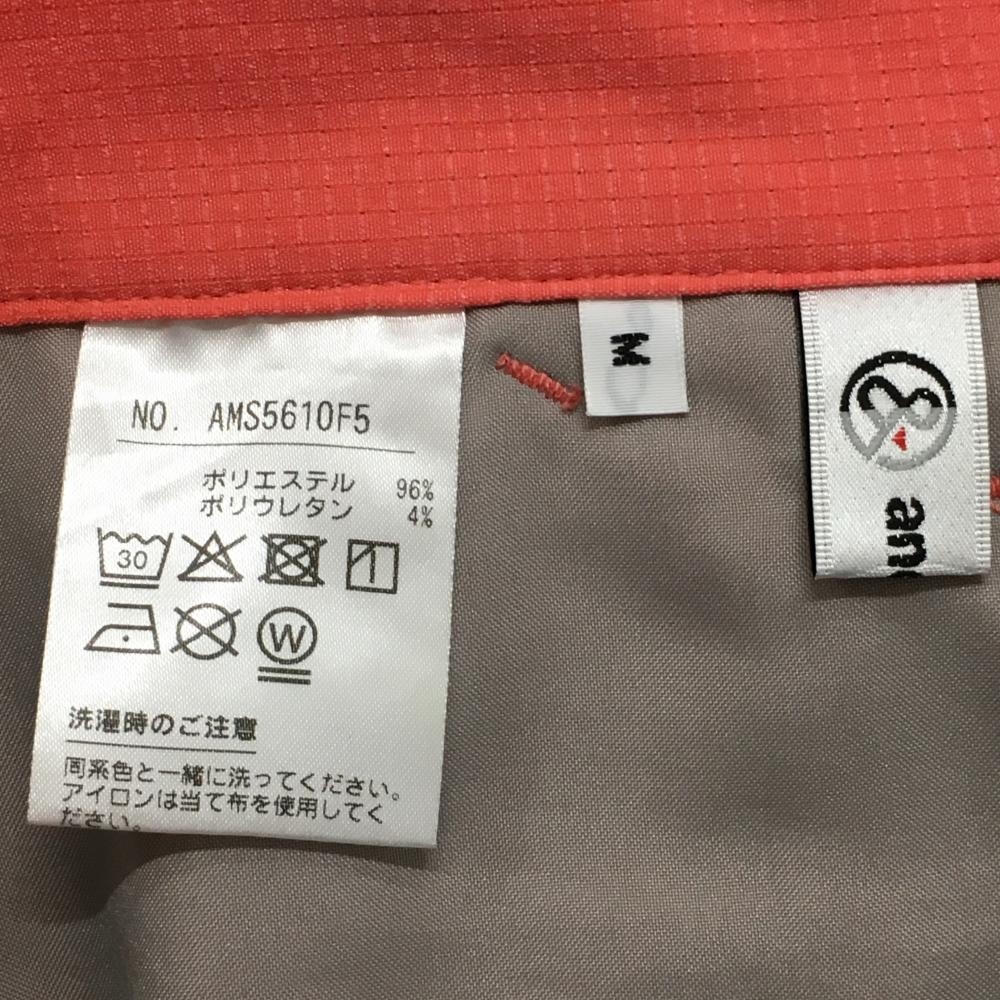 NO. AMS5610F5
ポリエステル 96%
ポリウレタン 4%
30
W
洗濯時のご注意
同系色と一緒に洗ってください。
アイロンは当て布を使用してく
ださい。
M